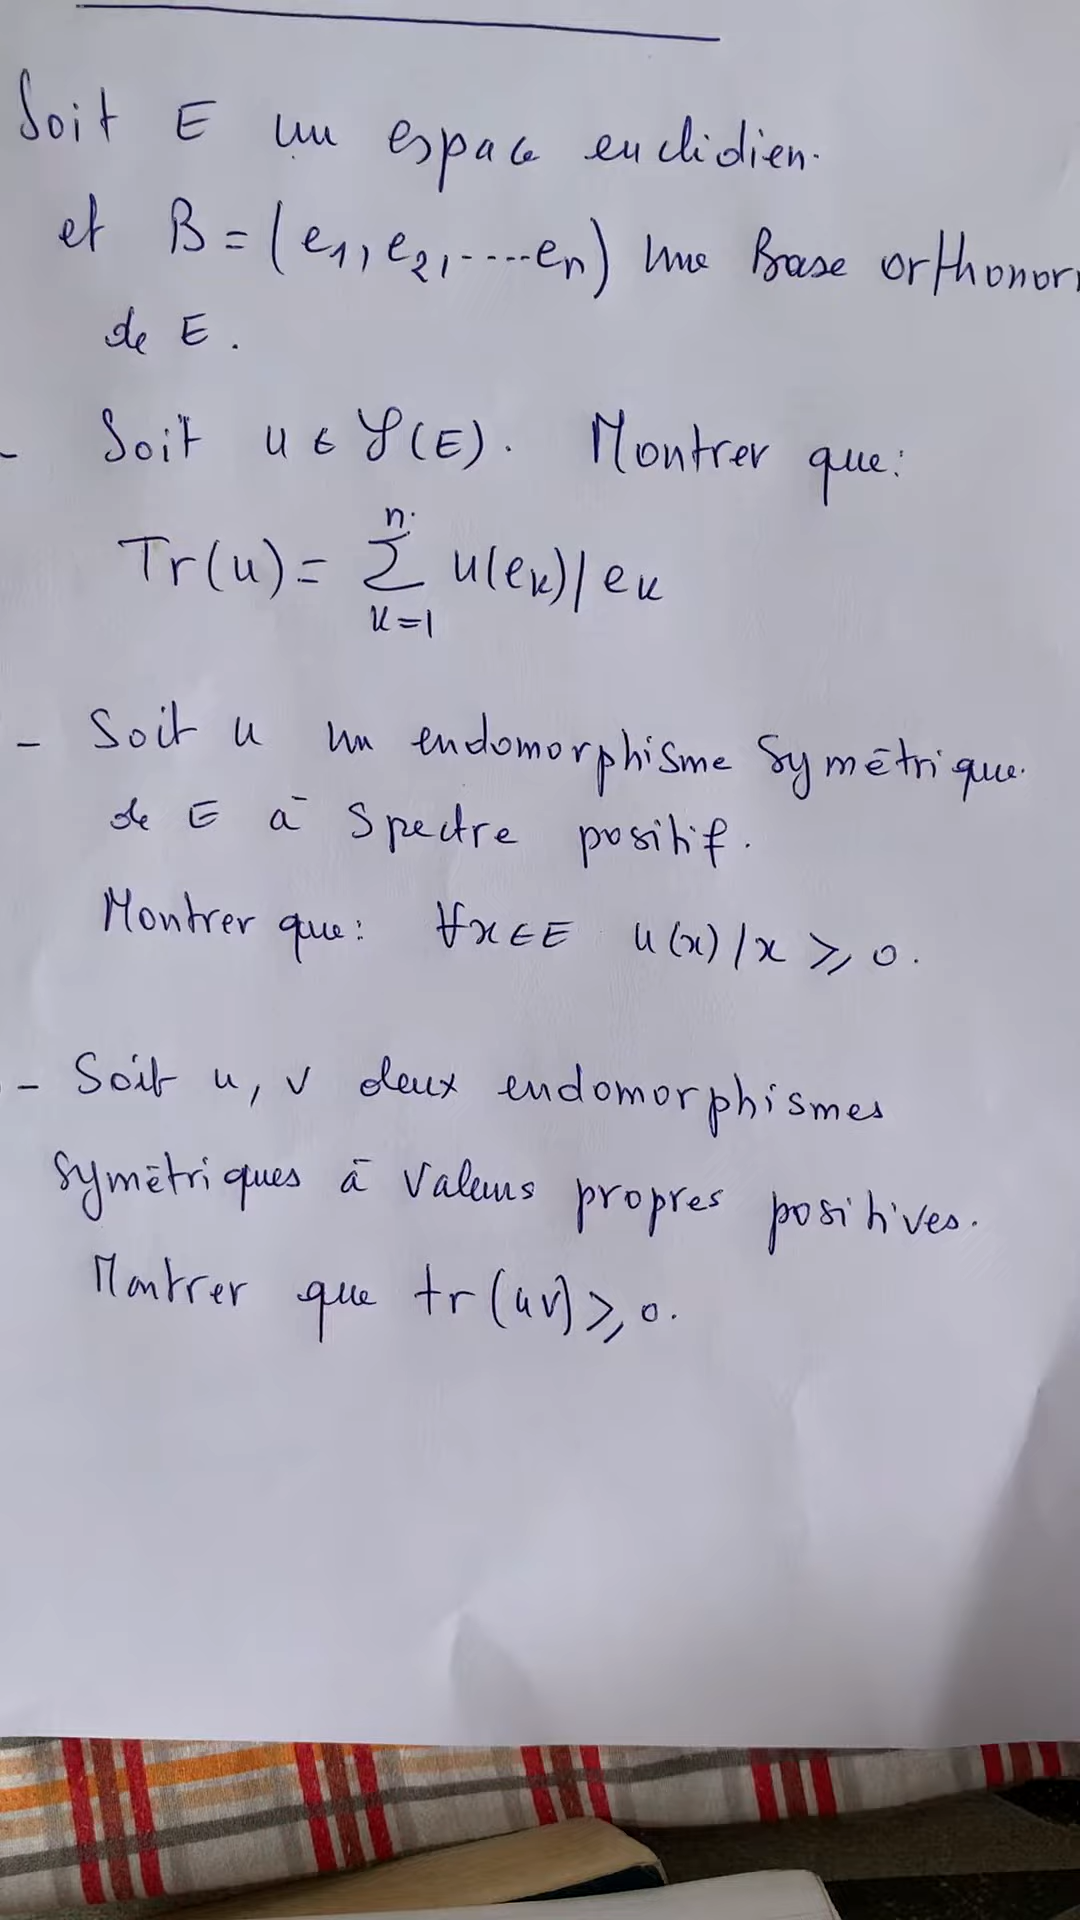 Soit E un espace euclidien.
et B = (e₁, e₂, .....en) une Base orthonor
de E.
- Soit u ∈ ℒ(E). Montrer que:
Tr(u) = ∑_{k=1}^{n} u(ek)/ek
- Soit u un endomorphisme symétrique
de E à Spectre positif.
Montrer que: ∀x∈E u(x)/x ≥ 0.
- Soit u, v deux endomorphismes
symétriques à valeurs propres positives.
Montrer que tr(uv) ≥ 0.